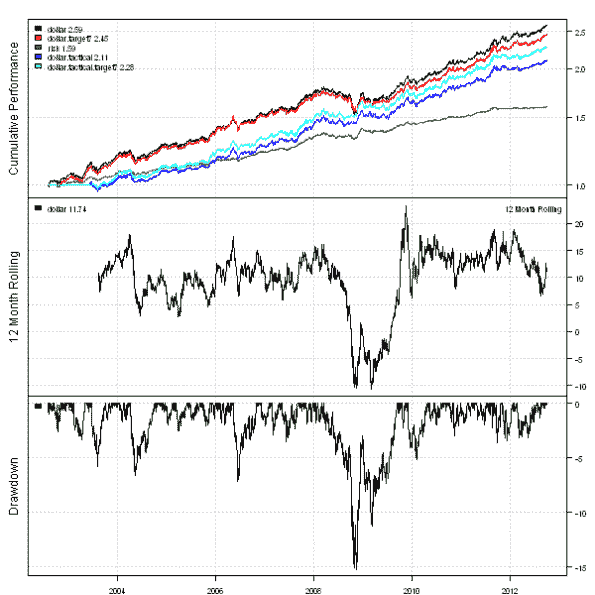 dollar 2.59
dollar.target7 2.45
risk 1.59
dollar.tactical 2.11
dollar.tactical.target7 2.28
Cumulative Performance
2.5
2.0
1.5
1.0
dollar 11.74
12 Month Rolling
12 Month Rolling
20
15
10
5
0
-5
-10
Drawdown
0
-5
-10
-15
2004
2006
2008
2010
2012